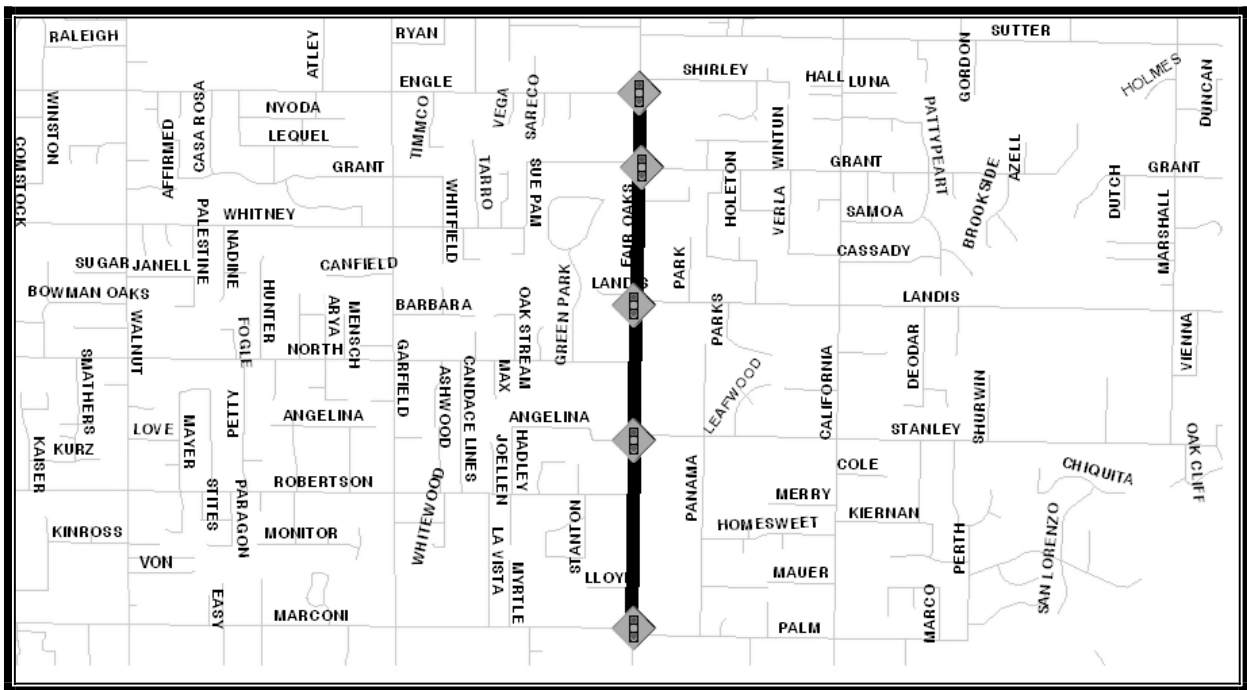 RALEIGH
ATLEY
RYAN
SUTTER
ENGLE
SHIRLEY
HALL
LUNA
GORDON
HOLMES
DUNCAN
WINSTON
CASA ROSA
NYODA
TIMMCO
VEGA
SARECO
LEQUEL
AFFIRMED
WINTUN
PATTYPEART
AZELL
COMSTOCK
GRANT
GRANT
GRANT
TARRO
SUE PAM
WHITFIELD
FAIR OAKS
HOLETON
VERLA
SAMOA
BROOKSIDE
DUTCH
MARSHALL
PALESTINE
WHITNEY
NADINE
CASSADY
SUGAR
JANELL
CANFIELD
PARK
BOWMAN OAKS
HUNTER
ARYA
MENSCH
BARBARA
OAK STREAM
GREEN PARK
LANDIS
LANDIS
PARKS
WALNUT
FOGLE
NORTH
GARFIELD
VIENNA
SMATHERS
ASHWOOD
CANDACE LINES
MAX
LEAFWOOD
CALIFORNIA
DEODAR
SHURWIN
PETTY
ANGELINA
ANGELINA
STANLEY
LOVE
MAYER
KAISER
KURZ
JOELLEN
HADLEY
PANAMA
COLE
CHIQUITA
OAK CLIFF
STITES
PARAGON
ROBERTSON
WHITEWOOD
STANTON
MERRY
HOMESWEET
KIERNAN
KINROSS
MONITOR
LA VISTA
PERTH
SAN LORENZO
VON
MYRTLE
LLOYD
MAUER
EASY
MARCONI
MARCO
PALM